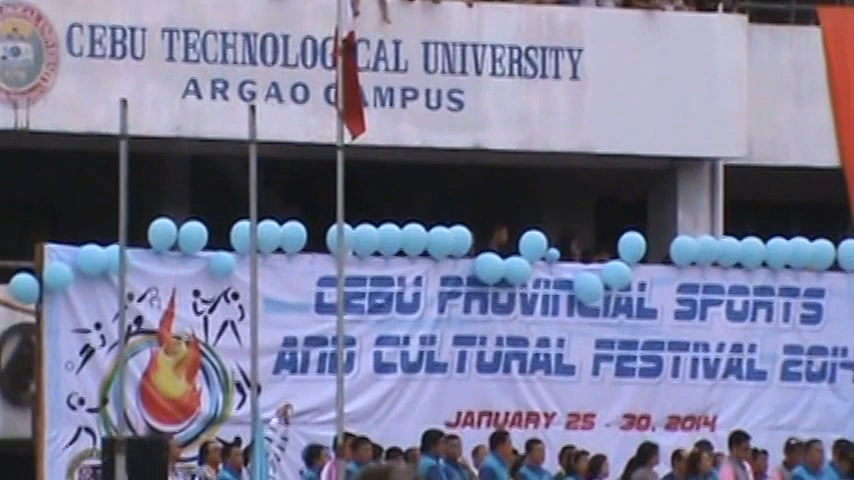 CEBU TECHNOLOGICAL UNIVERSITY
ARGAO CAMPUS
CEBU PROVINCIAL SPORTS
AND CULTURAL FESTIVAL 2014
JANUARY 25 - 30, 2014